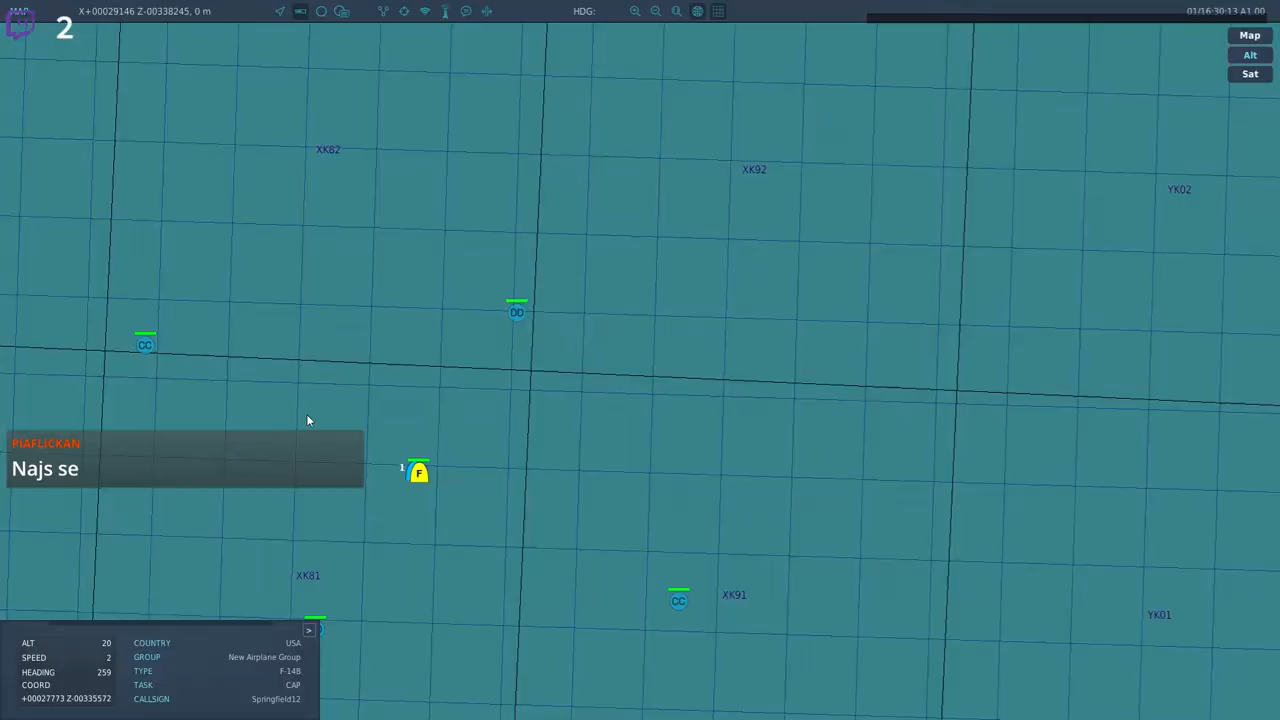 X+00029146 Z-00338245, 0 m
HDG:
01/16:30:13 A1.00
2
Map
Alt
Sat
XK82
XK92
YK02
DD
CC
PIAFLICKAN
Najs se
1
F
XK81
CC
XK91
YK01
>
ALT 20 COUNTRY USA
SPEED 2 GROUP New Airplane Group
HEADING 259 TYPE F-14B
COORD TASK CAP
+00027773 Z-00335572 CALLSIGN Springfield12